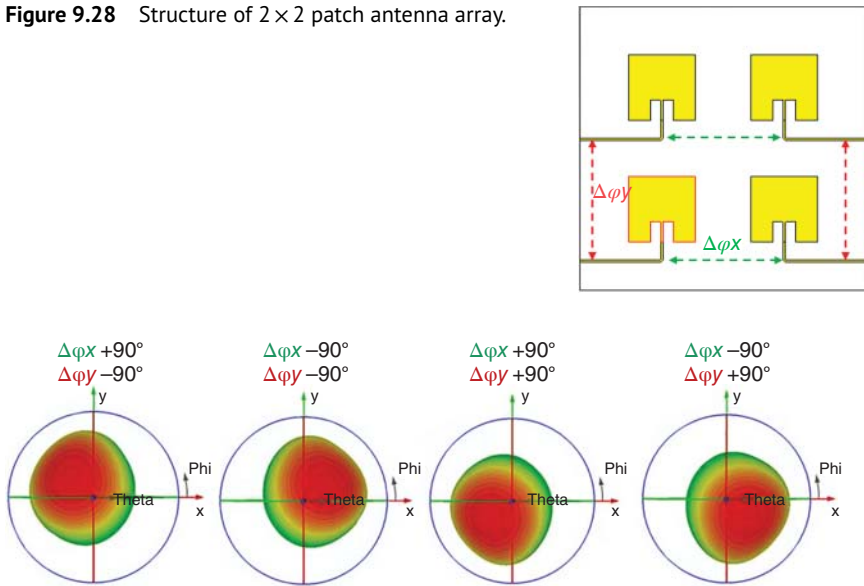 Figure 9.28 Structure of 2 × 2 patch antenna array.
Δφy
Δφx
Δφx +90°
Δφy −90°
y
Phi
Theta
x
Δφx −90°
Δφy −90°
y
Phi
Theta
x
Δφx +90°
Δφy +90°
y
Phi
Theta
x
Δφx −90°
Δφy +90°
y
Phi
Theta
x